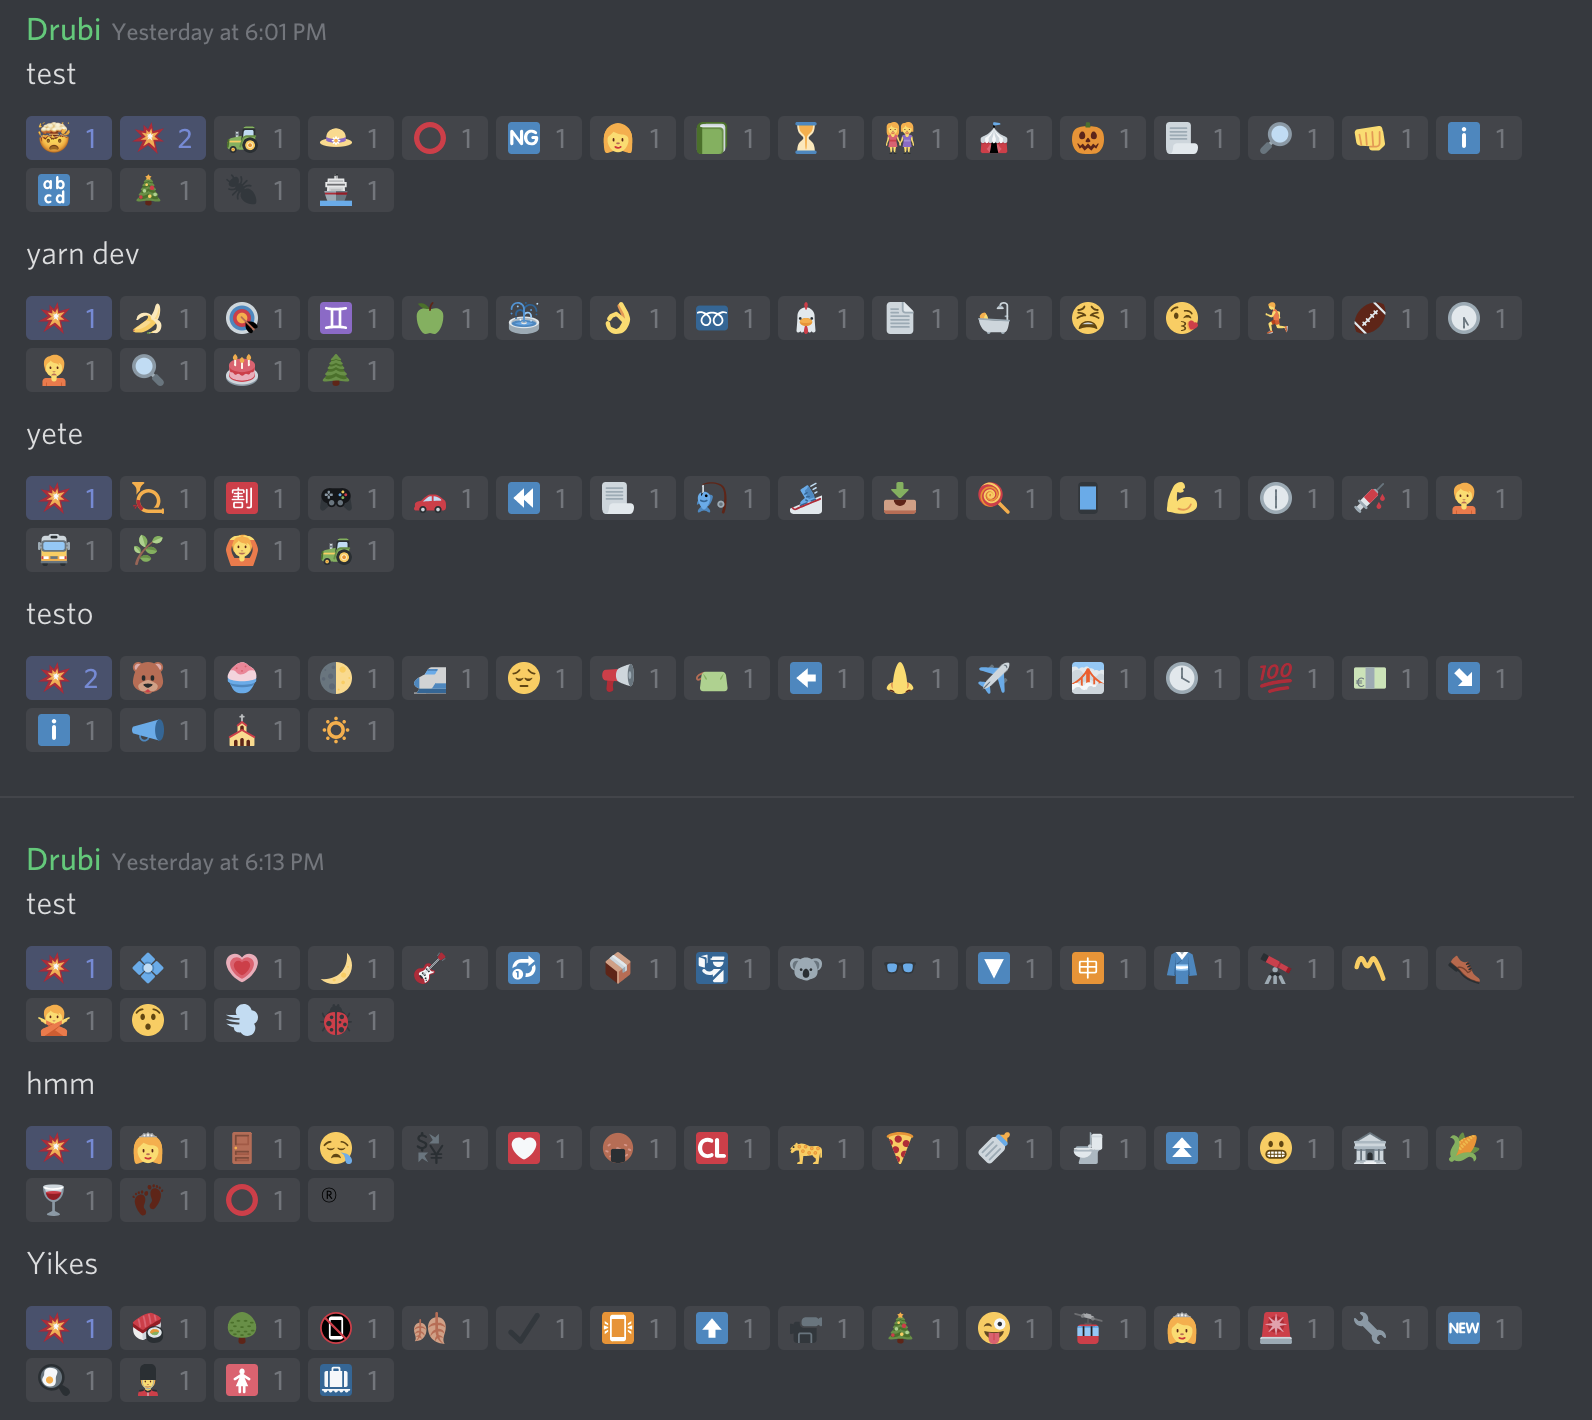 Drubi Yesterday at 6:01 PM
test
1 2 1 1 1 NG 1 1 1 1 1 1 1 1 1 1 i 1
abcd 1 1 1 1
yarn dev
1 1 1 1 1 1 1 1 1 1 1 1 1 1 1 1
1 1 1 1
yete
1 1 割 1 1 1 1 1 1 1 1 1 1 1 1 1 1
1 1 1 1
testo
2 1 1 1 1 1 1 1 1 1 1 1 1 100 1 € 1 1
i 1 1 1 1
Drubi Yesterday at 6:13 PM
test
1 1 1 1 1 1 1 1 1 1 1 申 1 1 1 1 1
1 1 1 1
hmm
1 1 1 1 $¥ 1 1 1 CL 1 1 1 1 1 1 1 1 1
1 1 1 ® 1
Yikes
1 1 1 1 1 1 1 1 1 1 1 1 1 1 1 NEW 1
1 1 1 1